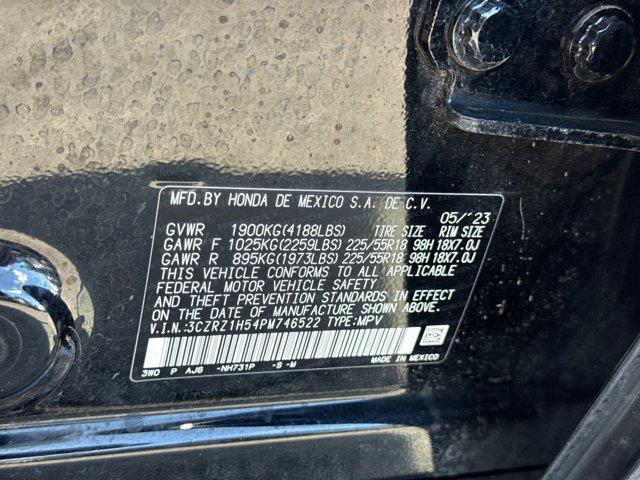 MFD.BY HONDA DE MEXICO S.A. DE C.V.
05/'23
GVWR 1900KG(4188LBS) TIRE SIZE RIM SIZE
GAWR F 1025KG(2259LBS) 225/55R18 98H 18X7.0J
GAWR R 895KG(1973LBS) 225/55R18 98H 18X7.0J
THIS VEHICLE CONFORMS TO ALL APPLICABLE
FEDERAL MOTOR VEHICLE SAFETY
AND THEFT PREVENTION STANDARDS IN EFFECT
ON THE DATE OF MANUFACTURE SHOWN ABOVE.
V.I.N.:3CZRZ1H54PM746522 TYPE:MPV
3W0 P AJ6 -NH731P -S -M MADE IN MEXICO